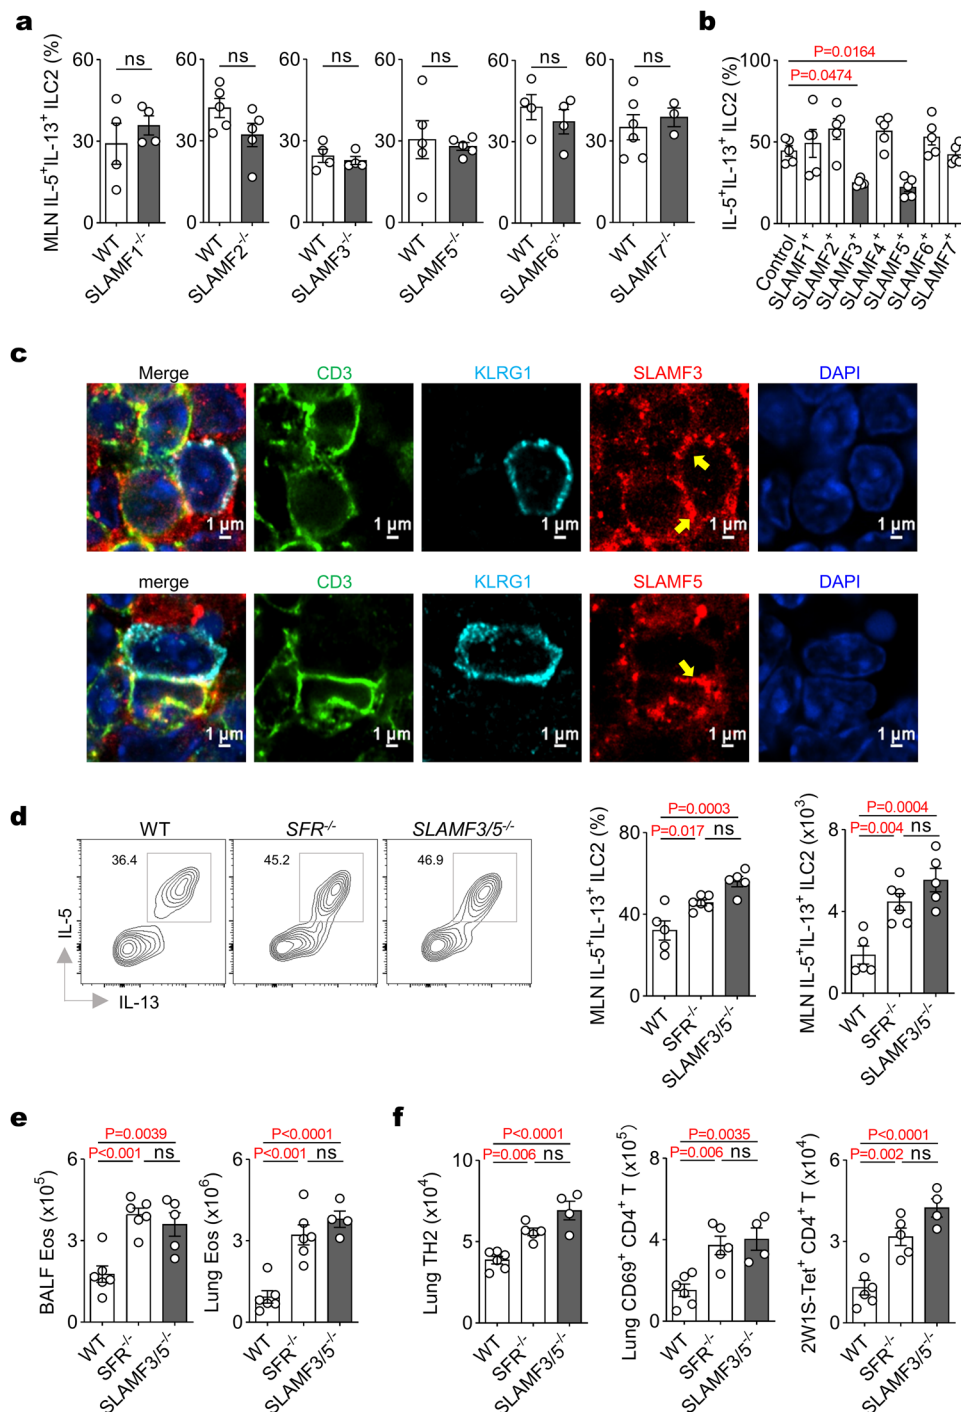 a
MLN IL-5⁺IL-13⁺ ILC2 (%)
60
30
0
ns
WT
SLAMF1⁻/⁻
60
30
0
ns
WT
SLAMF2⁻/⁻
60
30
0
ns
WT
SLAMF3⁻/⁻
60
30
0
ns
WT
SLAMF5⁻/⁻
60
30
0
ns
WT
SLAMF6⁻/⁻
60
30
0
ns
WT
SLAMF7⁻/⁻
b
IL-5⁺IL-13⁺ ILC2 (%)
P=0.0164
P=0.0474
100
50
0
Control
SLAMF1⁺
SLAMF2⁺
SLAMF3⁺
SLAMF4⁺
SLAMF5⁺
SLAMF6⁺
SLAMF7⁺
c
Merge CD3 KLRG1 SLAMF3 DAPI
1 µm 1 µm 1 µm 1 µm 1 µm
merge CD3 KLRG1 SLAMF5 DAPI
1 µm 1 µm 1 µm 1 µm 1 µm
d
WT SFR⁻/⁻ SLAMF3/5⁻/⁻
36.4 45.2 46.9
IL-5
IL-13
MLN IL-5⁺IL-13⁺ ILC2 (%)
P=0.0003
P=0.017 ns
80
40
0
WT
SFR⁻/⁻
SLAMF3/5⁻/⁻
MLN IL-5⁺IL-13⁺ ILC2 (x10³)
P=0.0004
P=0.004 ns
8
4
0
WT
SFR⁻/⁻
SLAMF3/5⁻/⁻
e
BALF Eos (x10⁵)
P=0.0039
P<0.001 ns
6
3
0
WT
SFR⁻/⁻
SLAMF3/5⁻/⁻
Lung Eos (x10⁶)
P<0.0001
P<0.001 ns
6
3
0
WT
SFR⁻/⁻
SLAMF3/5⁻/⁻
f
Lung TH2 (x10⁴)
P<0.0001
P=0.006 ns
10
5
0
WT
SFR⁻/⁻
SLAMF3/5⁻/⁻
Lung CD69⁺ CD4⁺ T (x10⁵)
P=0.0035
P=0.006 ns
8
4
0
WT
SFR⁻/⁻
SLAMF3/5⁻/⁻
2W1S-Tet⁺ CD4⁺ T (x10⁴)
P<0.0001
P=0.002 ns
6
3
0
WT
SFR⁻/⁻
SLAMF3/5⁻/⁻